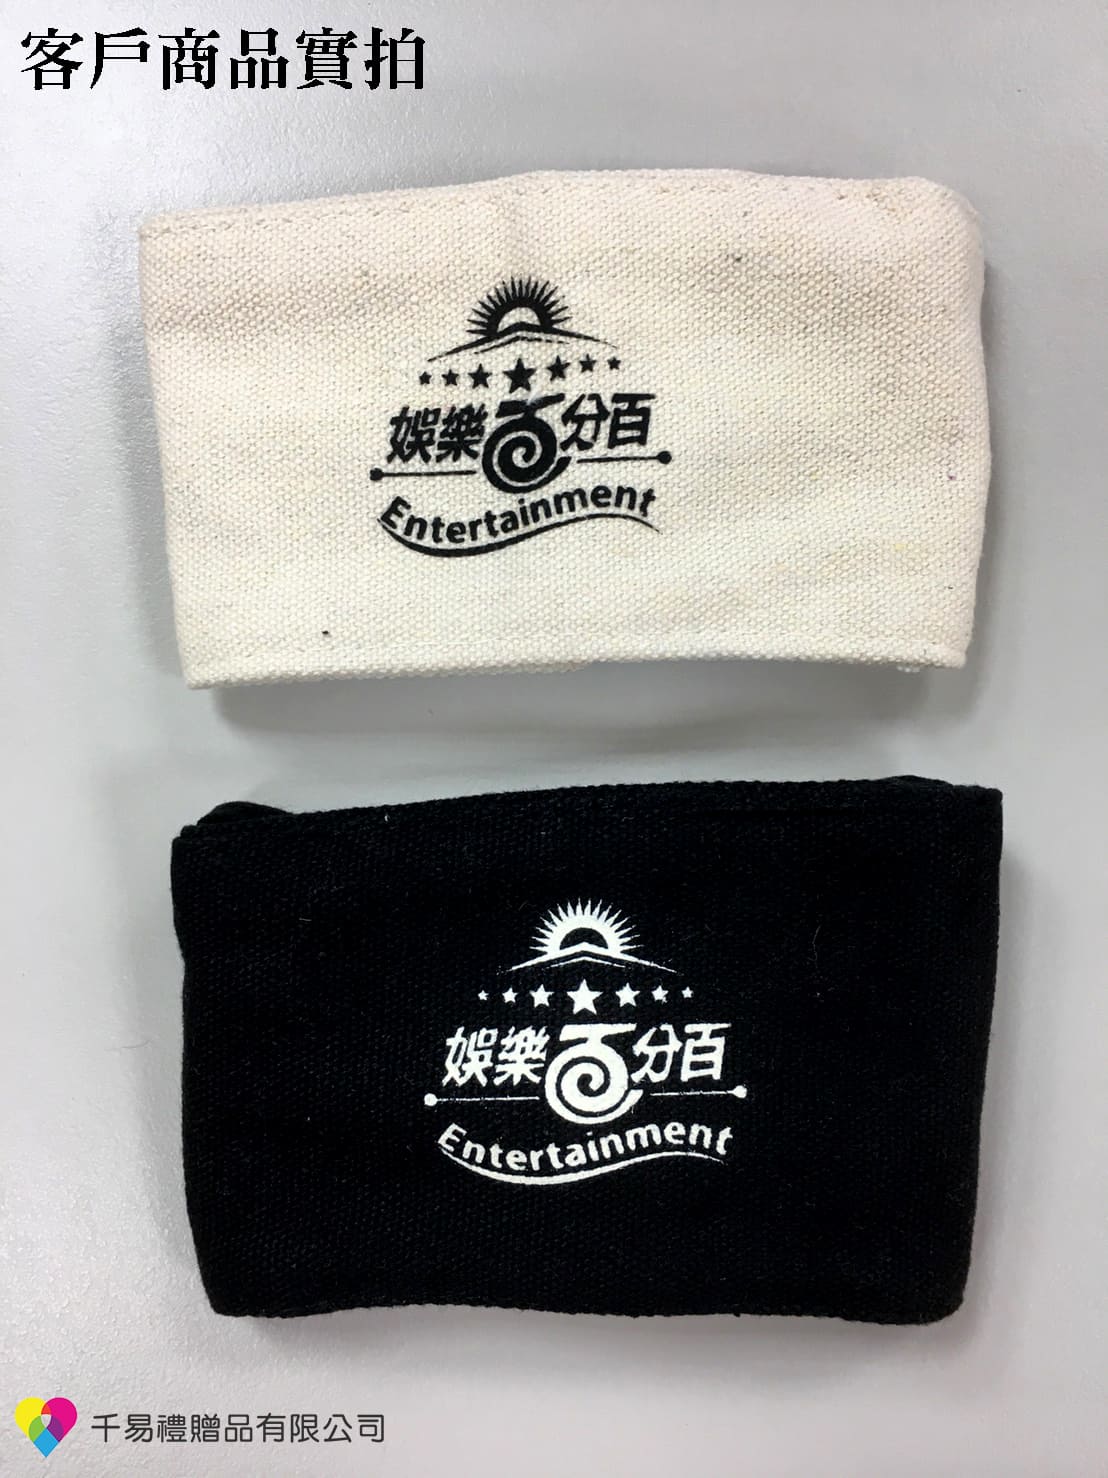 客戶商品實拍
娛樂百分百
Entertainment
娛樂百分百
Entertainment
千易禮贈品有限公司